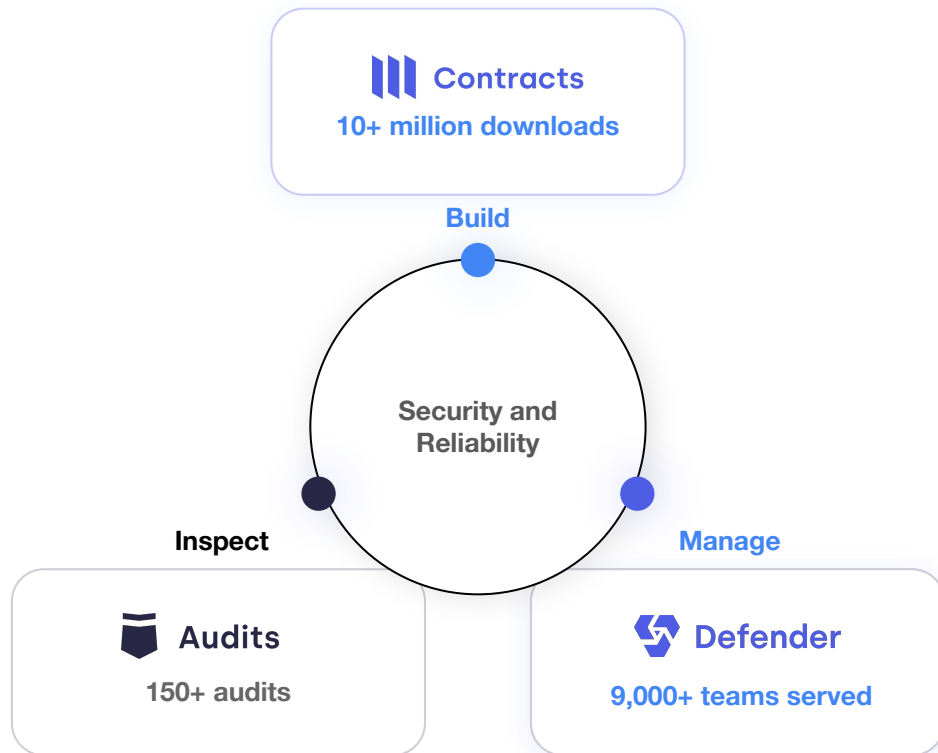 Contracts
10+ million downloads
Build
Security and
Reliability
Inspect
Manage
Audits
150+ audits
Defender
9,000+ teams served